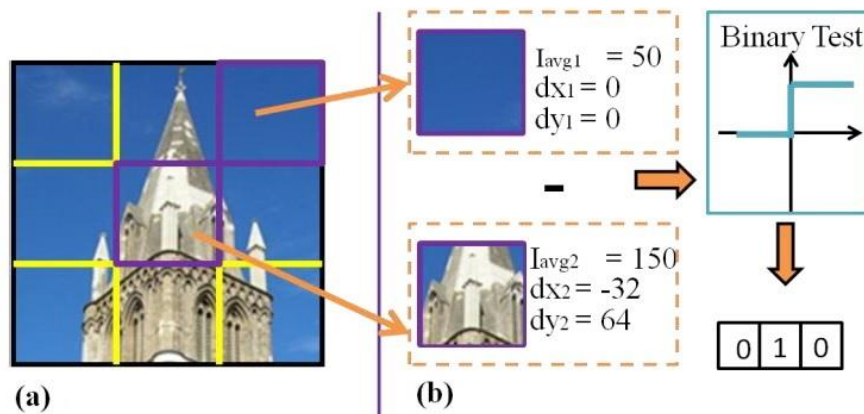 Binary Test
Iavg1 = 50
dx1 = 0
dy1 = 0
-
Iavg2 = 150
dx2 = -32
dy2 = 64
0 1 0
(a)
(b)